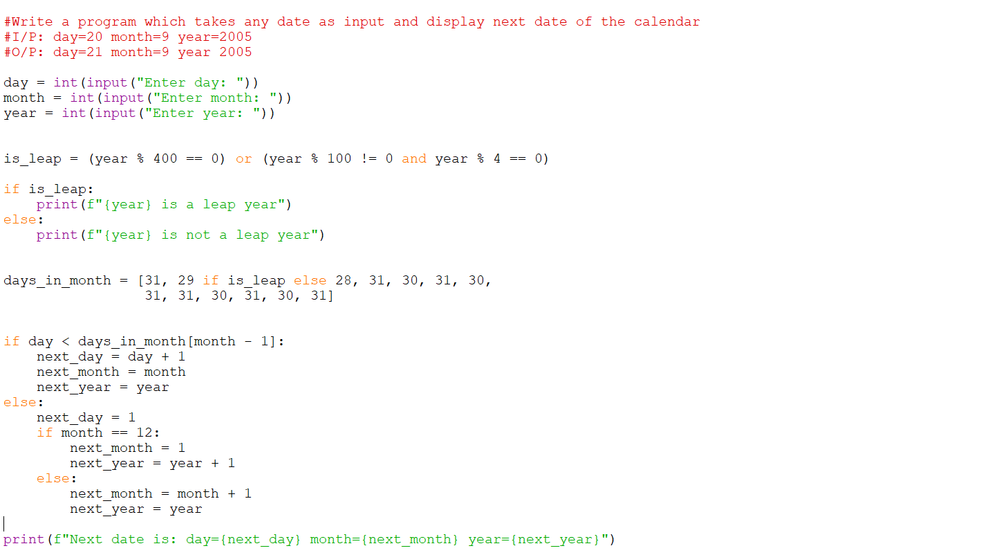 #Write a program which takes any date as input and display next date of the calendar
#I/P: day=20 month=9 year=2005
#O/P: day=21 month=9 year 2005
day = int(input("Enter day: "))
month = int(input("Enter month: "))
year = int(input("Enter year: "))
is_leap = (year % 400 == 0) or (year % 100 != 0 and year % 4 == 0)
if is_leap:
    print(f"{year} is a leap year")
else:
    print(f"{year} is not a leap year")
days_in_month = [31, 29 if is_leap else 28, 31, 30, 31, 30,
                 31, 31, 30, 31, 30, 31]
if day < days_in_month[month - 1]:
    next_day = day + 1
    next_month = month
    next_year = year
else:
    next_day = 1
    if month == 12:
        next_month = 1
        next_year = year + 1
    else:
        next_month = month + 1
        next_year = year
print(f"Next date is: day={next_day} month={next_month} year={next_year}")